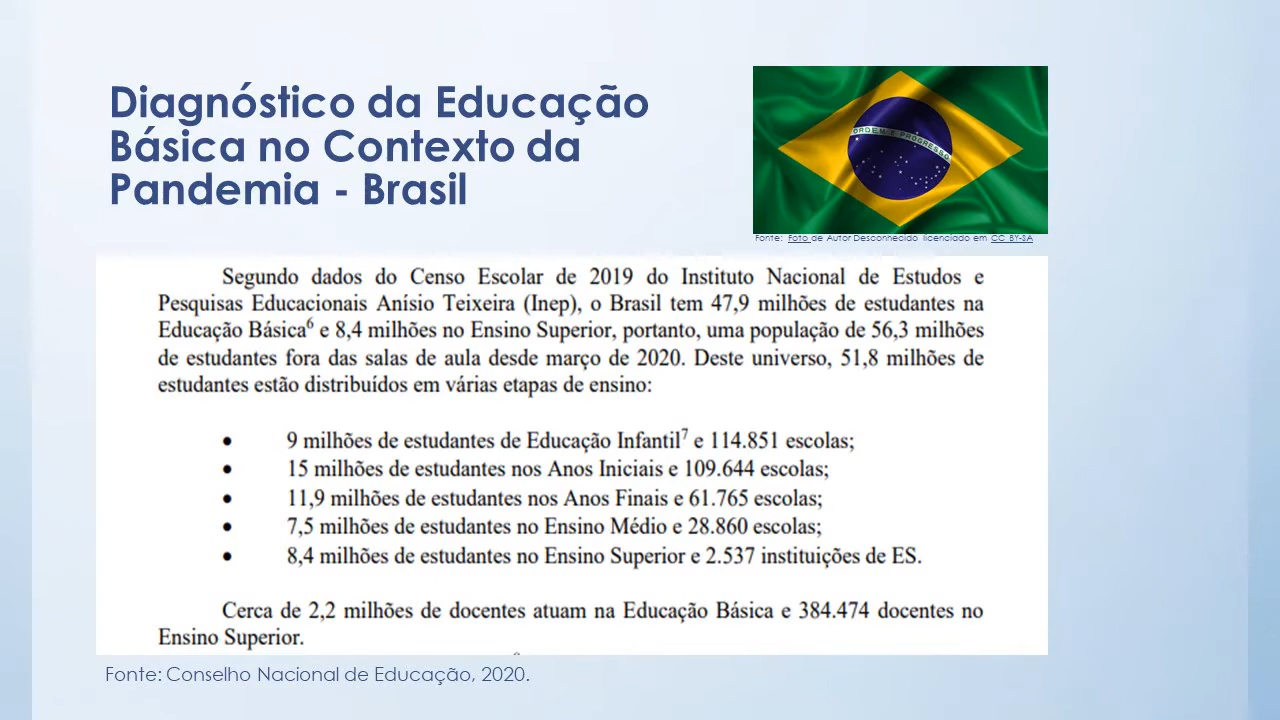 Diagnóstico da Educação
Básica no Contexto da
Pandemia - Brasil
ORDEM E PROGRESSO
Fonte: Foto de Autor Desconhecido licenciado em CC BY-SA
Segundo dados do Censo Escolar de 2019 do Instituto Nacional de Estudos e
Pesquisas Educacionais Anísio Teixeira (Inep), o Brasil tem 47,9 milhões de estudantes na
Educação Básica⁶ e 8,4 milhões no Ensino Superior, portanto, uma população de 56,3 milhões
de estudantes fora das salas de aula desde março de 2020. Deste universo, 51,8 milhões de
estudantes estão distribuídos em várias etapas de ensino:
• 9 milhões de estudantes de Educação Infantil⁷ e 114.851 escolas;
• 15 milhões de estudantes nos Anos Iniciais e 109.644 escolas;
• 11,9 milhões de estudantes nos Anos Finais e 61.765 escolas;
• 7,5 milhões de estudantes no Ensino Médio e 28.860 escolas;
• 8,4 milhões de estudantes no Ensino Superior e 2.537 instituições de ES.
Cerca de 2,2 milhões de docentes atuam na Educação Básica e 384.474 docentes no
Ensino Superior.
Fonte: Conselho Nacional de Educação, 2020.